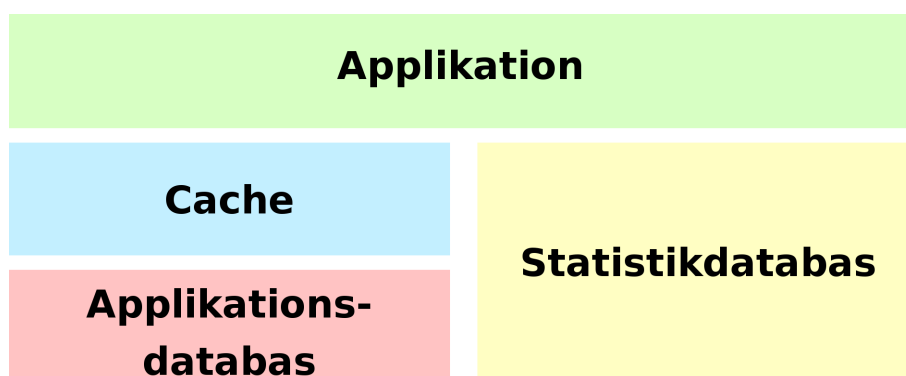 Applikation
Cache
Statistikdatabas
Applikations-
databas